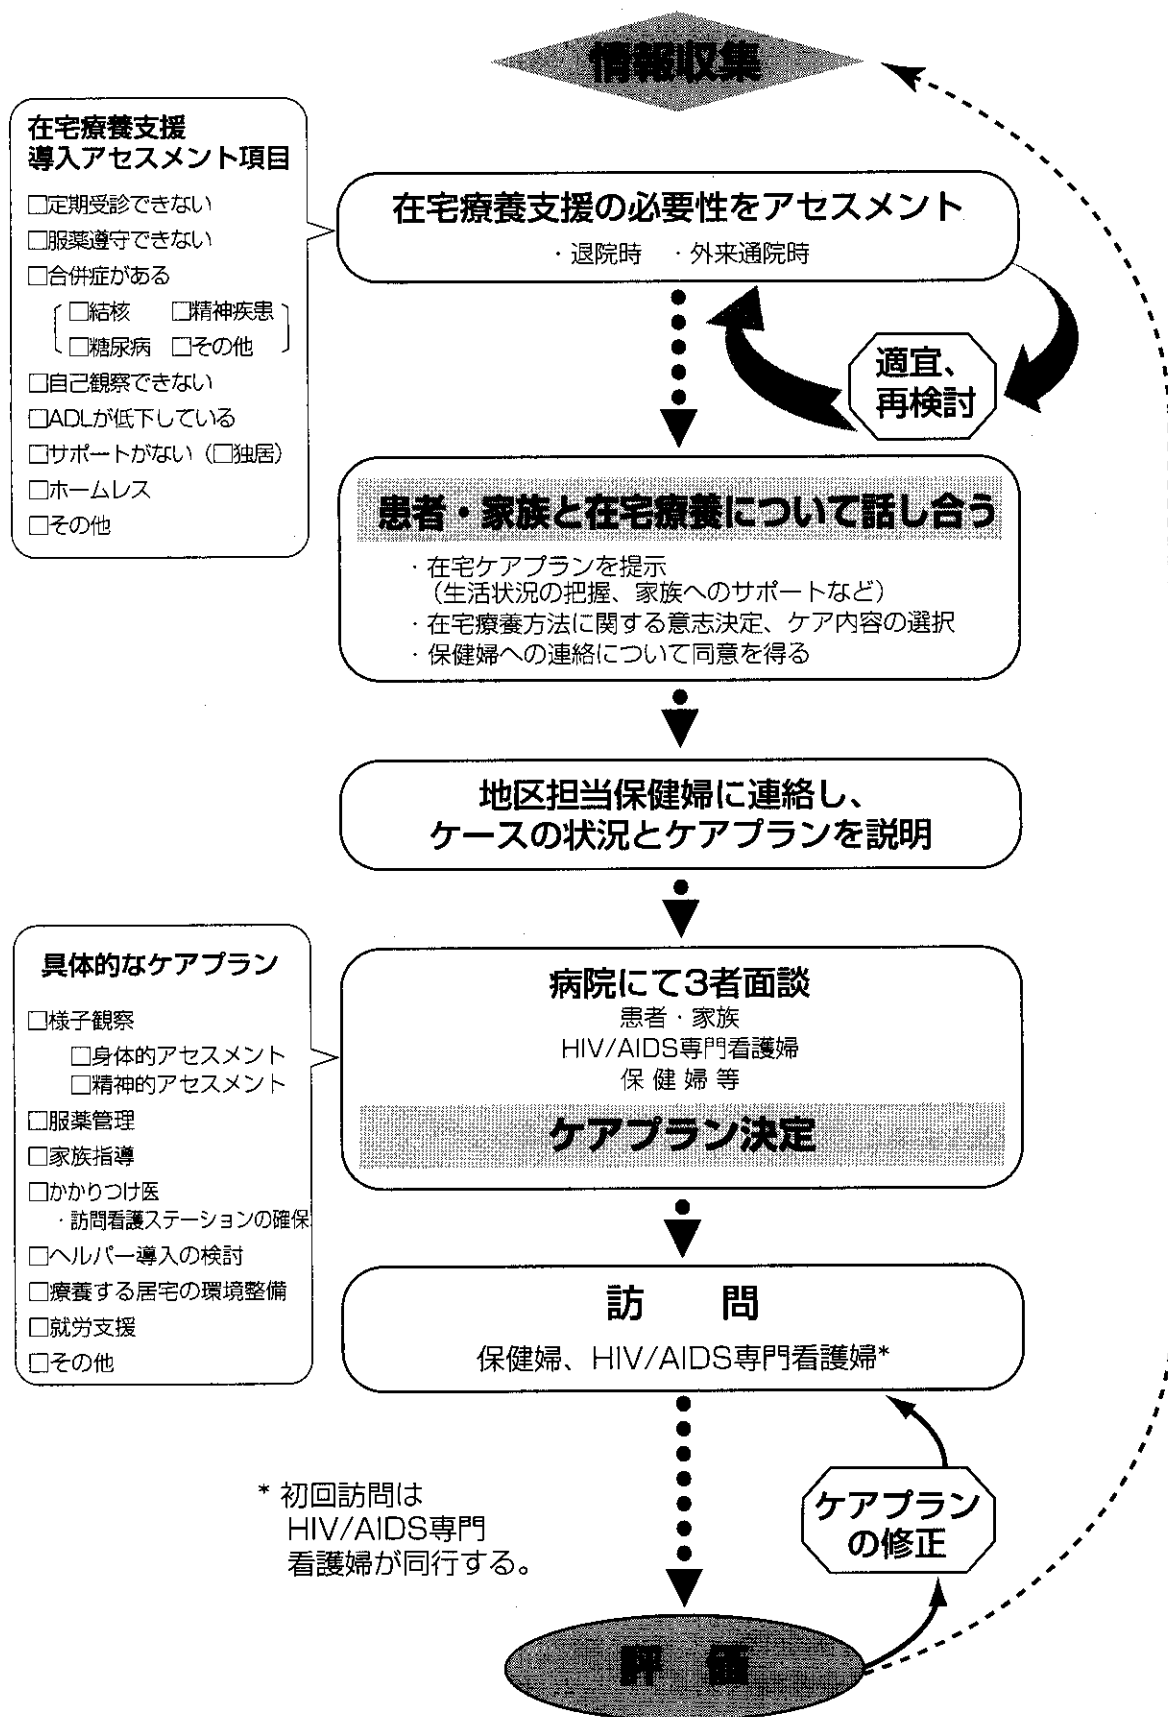 情報収集
在宅療養支援
導入アセスメント項目
□定期受診できない
□服薬遵守できない
□合併症がある
□結核 □精神疾患
□糖尿病 □その他
□自己観察できない
□ADLが低下している
□サポートがない（□独居）
□ホームレス
□その他
在宅療養支援の必要性をアセスメント
・退院時 ・外来通院時
適宜、
再検討
患者・家族と在宅療養について話し合う
・在宅ケアプランを提示
（生活状況の把握、家族へのサポートなど）
・在宅療養方法に関する意志決定、ケア内容の選択
・保健婦への連絡について同意を得る
地区担当保健婦に連絡し、
ケースの状況とケアプランを説明
具体的なケアプラン
□様子観察
□身体的アセスメント
□精神的アセスメント
□服薬管理
□家族指導
□かかりつけ医
・訪問看護ステーションの確保
□ヘルパー導入の検討
□療養する居宅の環境整備
□就労支援
□その他
病院にて3者面談
患者・家族
HIV/AIDS専門看護婦
保健婦等
ケアプラン決定
訪 問
保健婦、HIV/AIDS専門看護婦*
* 初回訪問は
HIV/AIDS専門
看護婦が同行する。
ケアプラン
の修正
評 価